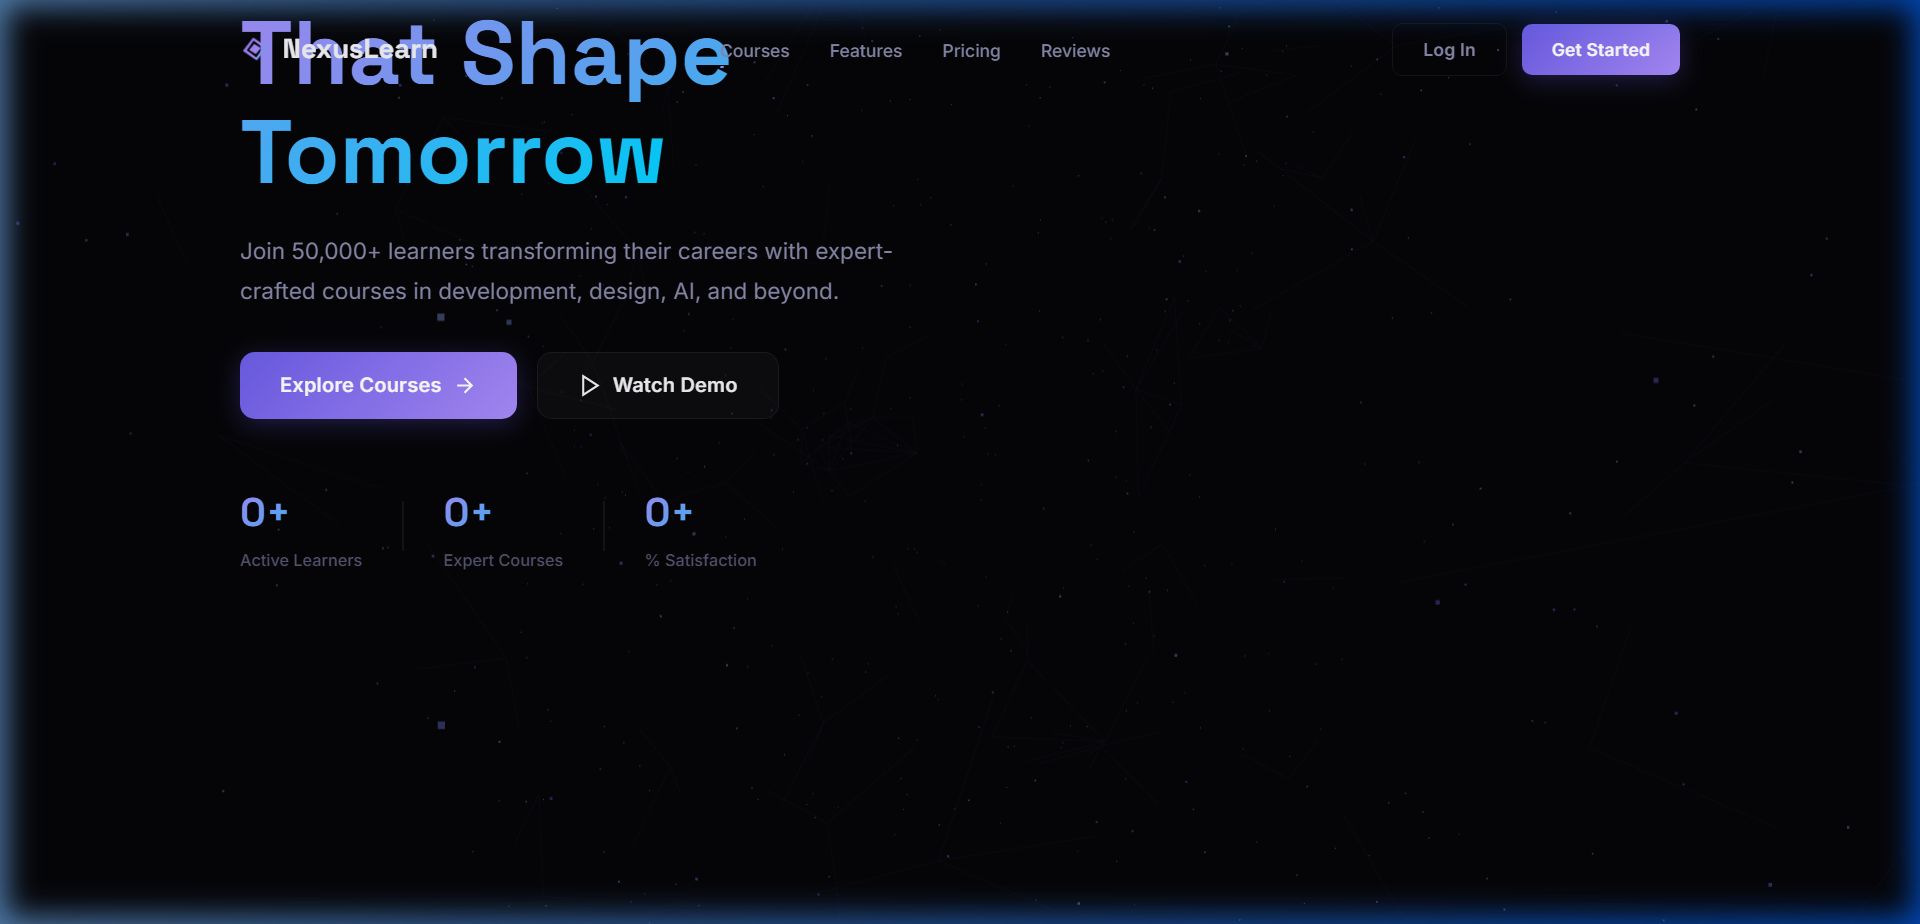 That Shape
NexusLearn
Courses
Features
Pricing
Reviews
Log In
Get Started
Tomorrow
Join 50,000+ learners transforming their careers with expert-
crafted courses in development, design, AI, and beyond.
Explore Courses →
Watch Demo
0+
Active Learners
0+
Expert Courses
0+
% Satisfaction